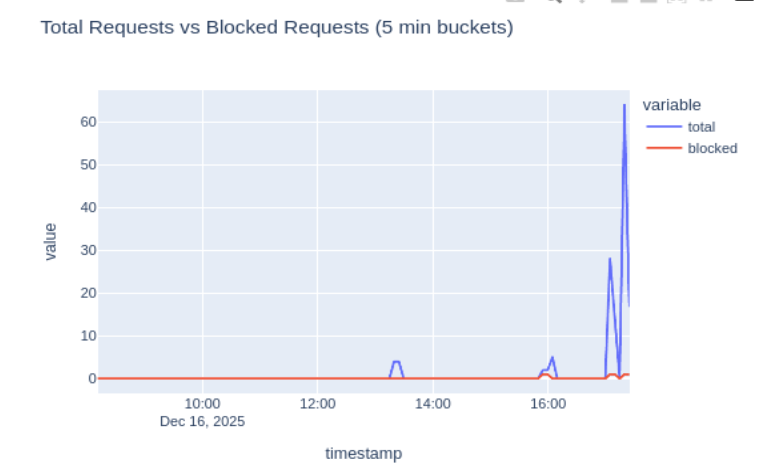 Total Requests vs Blocked Requests (5 min buckets)
variable
total
blocked
value
60
50
40
30
20
10
0
10:00
12:00
14:00
16:00
Dec 16, 2025
timestamp